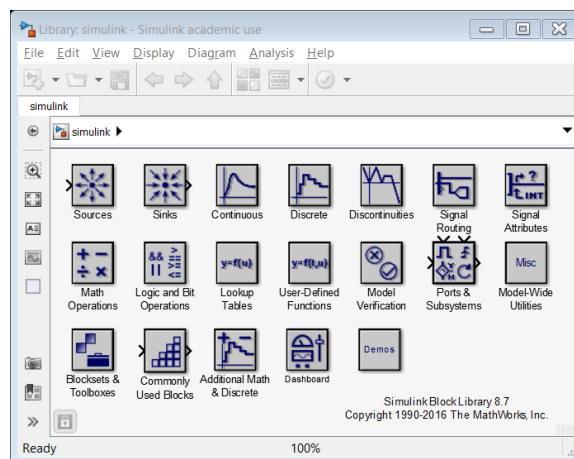 Library: simulink - Simulink academic use
File Edit View Display Diagram Analysis Help
simulink
simulink
Sources
Sinks
Continuous
Discrete
Discontinuities
Signal
Routing
T INT
Signal
Attributes
Math
Operations
&& >
|| ==
<=
Logic and Bit
Operations
y=f(u)
Lookup
Tables
y=f(t,u)
User-Defined
Functions
Model
Verification
Ports &
Subsystems
Misc
Model-Wide
Utilities
Blocksets &
Toolboxes
Commonly
Used Blocks
Additional Math
& Discrete
Dashboard
Demos
Simulink Block Library 8.7
Copyright 1990-2016 The MathWorks, Inc.
Ready
100%